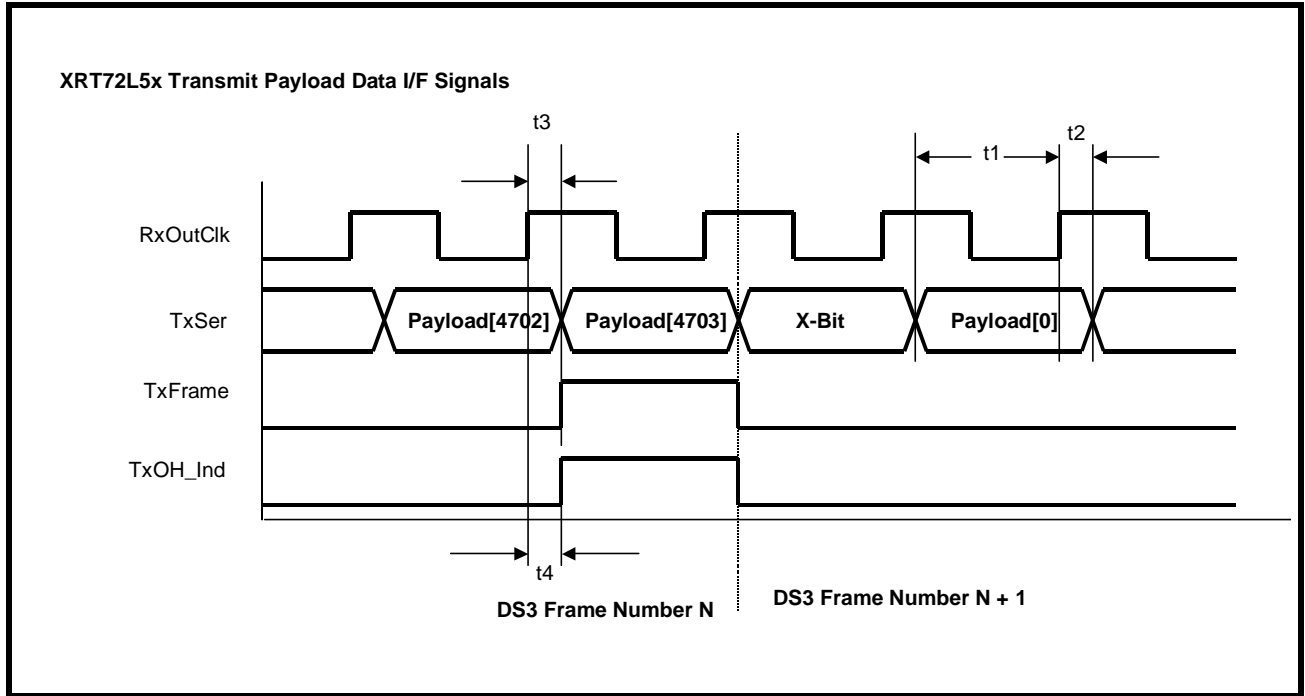 XRT72L5x Transmit Payload Data I/F Signals
t3
t2
t1
RxOutClk
TxSer
Payload[4702]
Payload[4703]
X-Bit
Payload[0]
TxFrame
TxOH_Ind
t4
DS3 Frame Number N
DS3 Frame Number N + 1